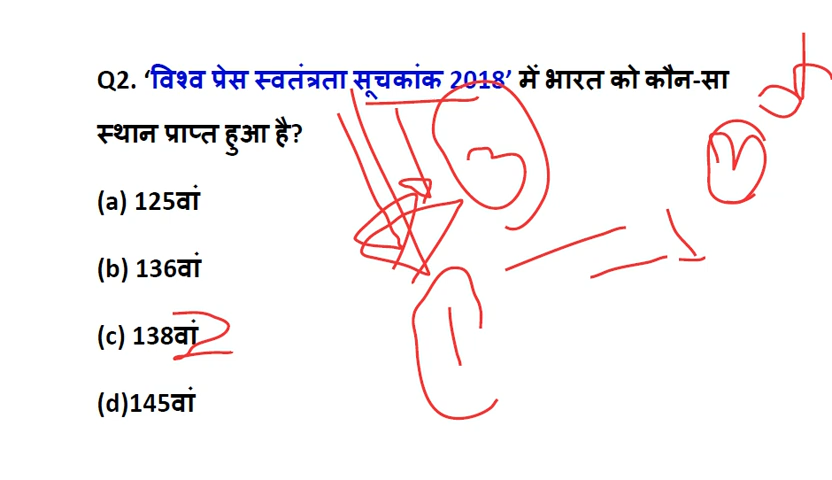 Q2. ‘विश्व प्रेस स्वतंत्रता सूचकांक 2018’ में भारत को कौन-सा
स्थान प्राप्त हुआ है?
(a) 125वां
(b) 136वां
(c) 138वां
(d)145वां